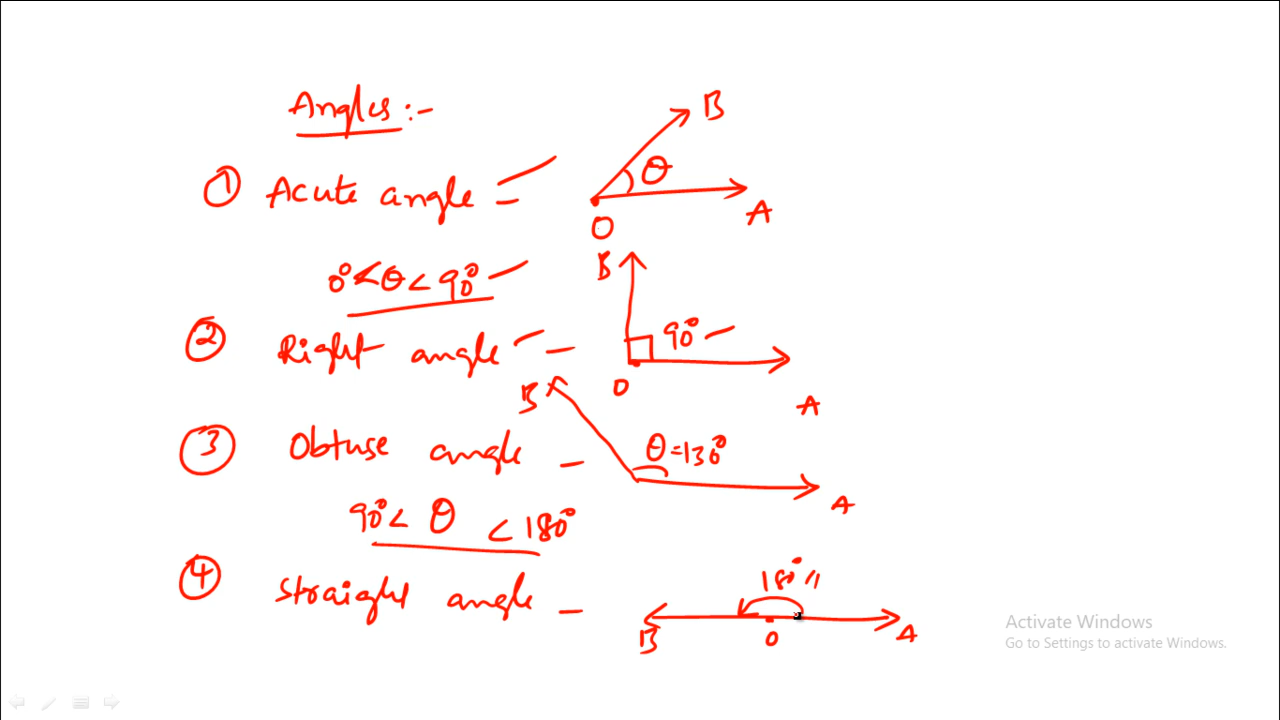 Angles :-
B
① Acute angle =
θ
A
O
0° < θ < 90°
B
② Right angle -
90°
O
A
B
③ Obtuse angle -
θ =130°
A
90° < θ < 180°
④ Straight angle -
180°
B
O
A
Activate Windows
Go to Settings to activate Windows.